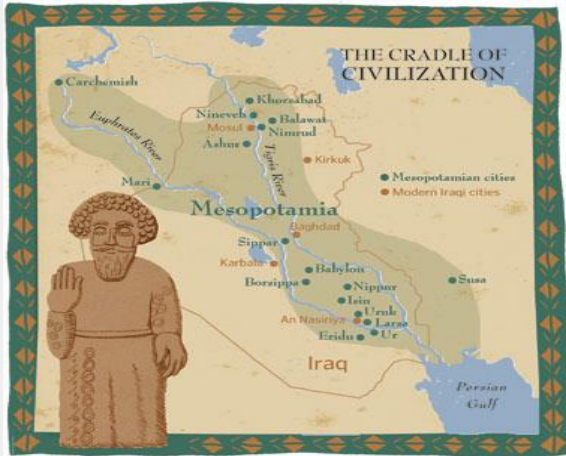 THE CRADLE OF
CIVILIZATION
Carchemish
Khorsabad
Nineveh
Balawat
Mosul
Nimrud
Ashur
Euphrates River
Tigris River
Kirkuk
Mesopotamian cities
Modern Iraqi cities
Mari
Mesopotamia
Baghdad
Sippar
Karbala
Babylon
Susa
Borsippa
Nippur
Isin
Uruk
An Nasiriya
Larsa
Ur
Eridu
Iraq
Persian
Gulf